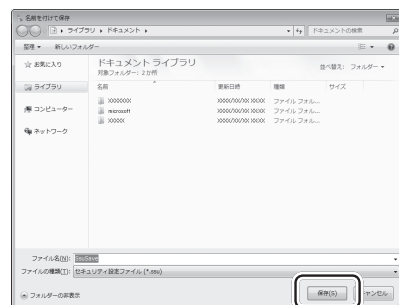 名前を付けて保存
ライブラリ ▸ ドキュメント ▸
ドキュメントの検索
整理 ▼ 新しいフォルダー
お気に入り
ライブラリ
コンピューター
ネットワーク
ドキュメント ライブラリ
対象フォルダー: 2 か所
並べ替え: フォルダー ▼
名前 更新日時 種類 サイズ
XXXXXXX XXXX/XX/XX XX:XX ファイル フォル...
microsoft XXXX/XX/XX XX:XX ファイル フォル...
XXXXX XXXX/XX/XX XX:XX ファイル フォル...
ファイル名(N): SsuSave
ファイルの種類(T): セキュリティ設定ファイル (*.ssu)
フォルダーの非表示
保存(S)
キャンセル